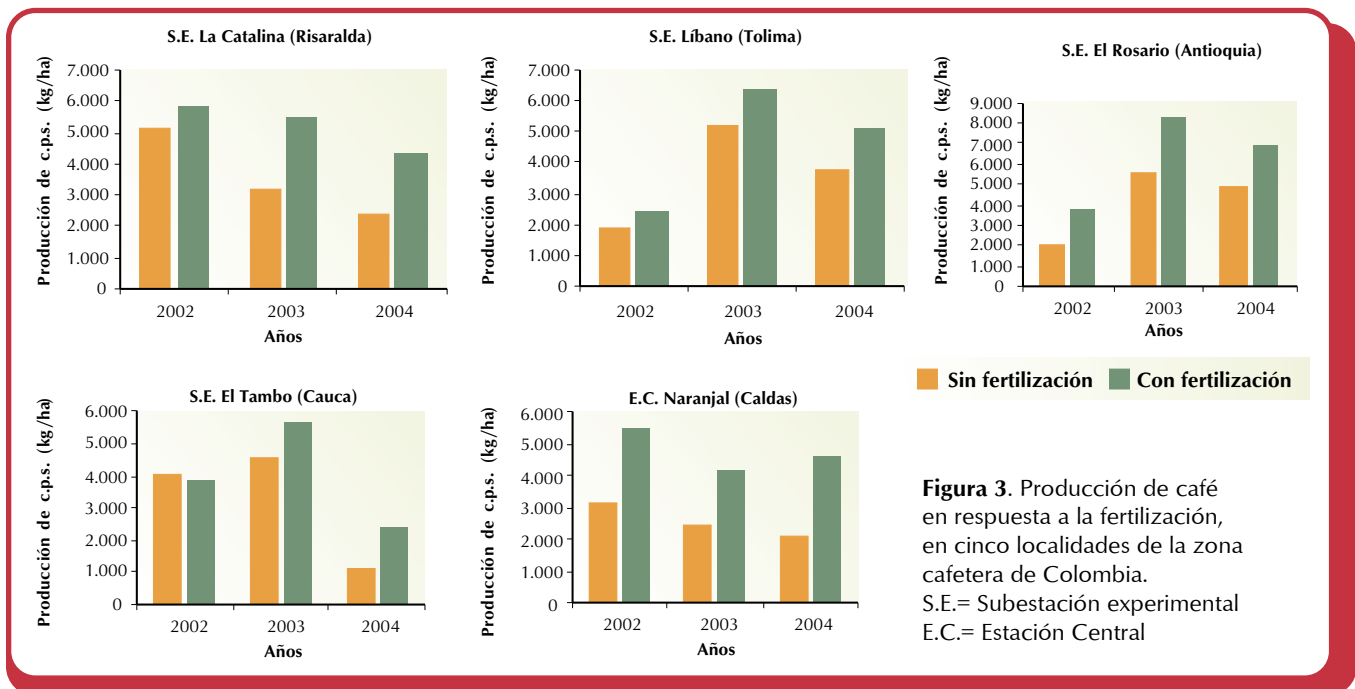 S.E. La Catalina (Risaralda)
Producción de c.p.s. (kg/ha)
7.000
6.000
5.000
4.000
3.000
2.000
1.000
0
2002 2003 2004
Años
S.E. Líbano (Tolima)
Producción de c.p.s. (kg/ha)
7.000
6.000
5.000
4.000
3.000
2.000
1.000
0
2002 2003 2004
Años
S.E. El Rosario (Antioquia)
Producción de c.p.s. (kg/ha)
9.000
8.000
7.000
6.000
5.000
4.000
3.000
2.000
1.000
0
2002 2003 2004
Años
Sin fertilización Con fertilización
S.E. El Tambo (Cauca)
Producción de c.p.s. (kg/ha)
6.000
5.000
4.000
3.000
2.000
1.000
0
2002 2003 2004
Años
E.C. Naranjal (Caldas)
Producción de c.p.s. (kg/ha)
6.000
5.000
4.000
3.000
2.000
1.000
0
2002 2003 2004
Años
Figura 3. Producción de café
en respuesta a la fertilización,
en cinco localidades de la zona
cafetera de Colombia.
S.E.= Subestación experimental
E.C.= Estación Central